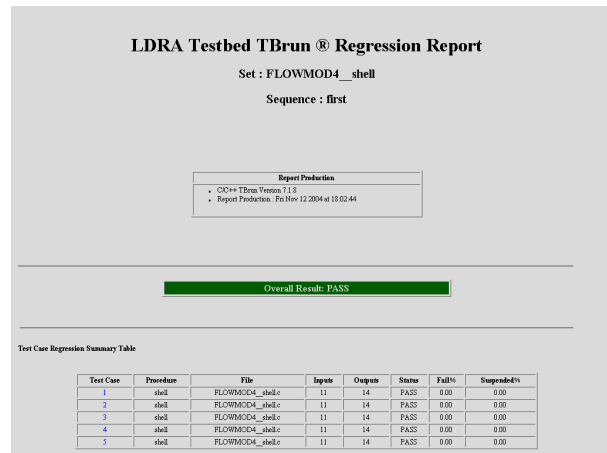 LDRA Testbed TBrun ® Regression Report
Set : FLOWMOD4__shell
Sequence : first
Report Production
C/C++ TBrun Version 7.1.8
Report Production : Fri Nov 12 2004 at 18:02:44
Overall Result: PASS
Test Case Regression Summary Table
Test Case Procedure File Inputs Outputs Status Fail% Suspended%
1 shell FLOWMOD4__shell.c 11 14 PASS 0.00 0.00
2 shell FLOWMOD4__shell.c 11 14 PASS 0.00 0.00
3 shell FLOWMOD4__shell.c 11 14 PASS 0.00 0.00
4 shell FLOWMOD4__shell.c 11 14 PASS 0.00 0.00
5 shell FLOWMOD4__shell.c 11 14 PASS 0.00 0.00